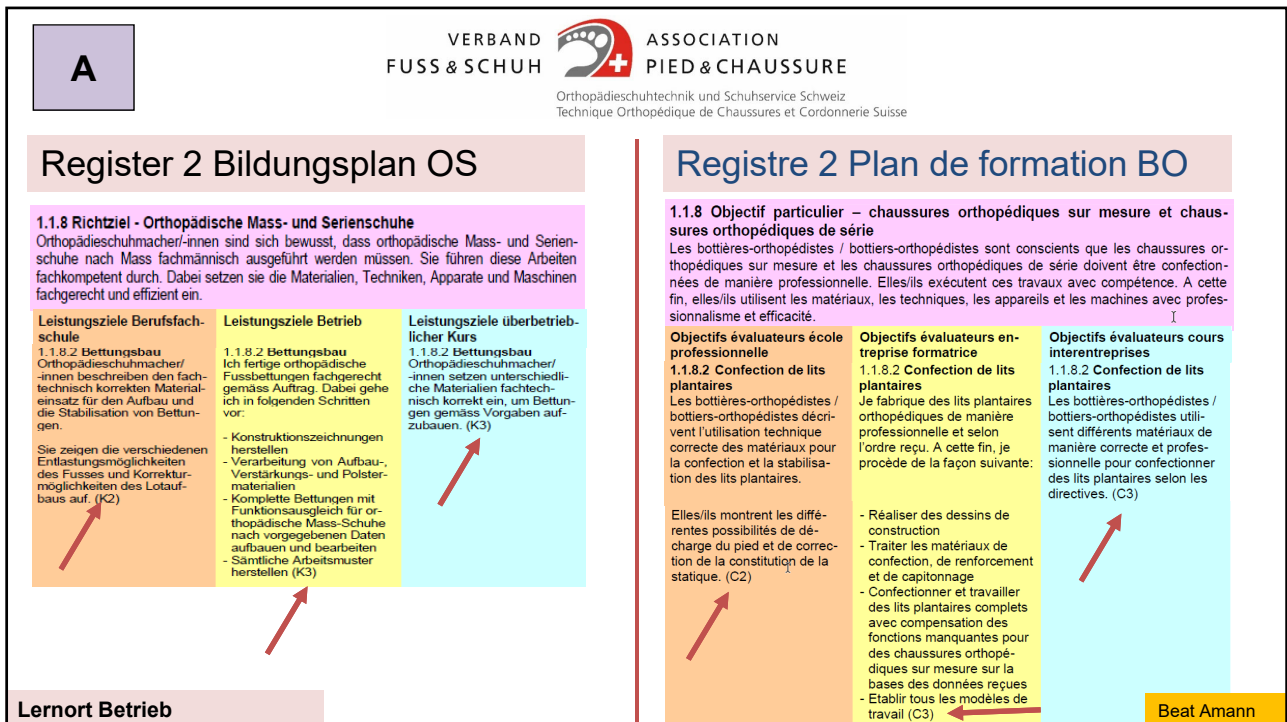 A
VERBAND
FUSS & SCHUH
ASSOCIATION
PIED & CHAUSSURE
Orthopädieschuhtechnik und Schuhservice Schweiz
Technique Orthopédique de Chaussures et Cordonnerie Suisse
Register 2 Bildungsplan OS
1.1.8 Richtziel - Orthopädische Mass- und Serienschuhe
Orthopädieschuhmacher/-innen sind sich bewusst, dass orthopädische Mass- und Serien-
schuhe nach Mass fachmännisch ausgeführt werden müssen. Sie führen diese Arbeiten
fachkompetent durch. Dabei setzen sie die Materialien, Techniken, Apparate und Maschinen
fachgerecht und effizient ein.
Leistungsziele Berufsfach-
schule
1.1.8.2 Bettungsbau
Orthopädieschuhmacher/
-innen beschreiben den fach-
technisch korrekten Material-
einsatz für den Aufbau und
die Stabilisation von Bettun-
gen.
Sie zeigen die verschiedenen
Entlastungsmöglichkeiten
des Fusses und Korrektur-
möglichkeiten des Lotauf-
baus auf. (K2)
Leistungsziele Betrieb
1.1.8.2 Bettungsbau
Ich fertige orthopädische
Fussbettungen fachgerecht
gemäss Auftrag. Dabei gehe
ich in folgenden Schritten
vor:
- Konstruktionszeichnungen
herstellen
- Verarbeitung von Aufbau-,
Verstärkungs- und Polster-
materialien
- Komplette Bettungen mit
Funktionsausgleich für or-
thopädische Mass-Schuhe
nach vorgegebenen Daten
aufbauen und bearbeiten
- Sämtliche Arbeitsmuster
herstellen (K3)
Leistungsziele überbetrieb-
licher Kurs
1.1.8.2 Bettungsbau
Orthopädieschuhmacher/
-innen setzen unterschiedli-
che Materialien fachtech-
nisch korrekt ein, um Bettun-
gen gemäss Vorgaben auf-
zubauen. (K3)
Registre 2 Plan de formation BO
1.1.8 Objectif particulier – chaussures orthopédiques sur mesure et chaus-
sures orthopédiques de série
Les bottières-orthopédistes / bottiers-orthopédistes sont conscients que les chaussures or-
thopédiques sur mesure et les chaussures orthopédiques de série doivent être confection-
nées de manière professionnelle. Elles/ils exécutent ces travaux avec compétence. A cette
fin, elles/ils utilisent les matériaux, les techniques, les appareils et les machines avec profes-
sionnalisme et efficacité.
Objectifs évaluateurs école
professionnelle
1.1.8.2 Confection de lits
plantaires
Les bottières-orthopédistes /
bottiers-orthopédistes décri-
vent l'utilisation technique
correcte des matériaux pour
la confection et la stabilisa-
tion des lits plantaires.
Elles/ils montrent les diffé-
rentes possibilités de dé-
charge du pied et de correc-
tion de la constitution de la
statique. (C2)
Objectifs évaluateurs en-
treprise formatrice
1.1.8.2 Confection de lits
plantaires
Je fabrique des lits plantaires
orthopédiques de manière
professionnelle et selon
l'ordre reçu. A cette fin, je
procède de la façon suivante:
- Réaliser des dessins de
construction
- Traiter les matériaux de
confection, de renforcement
et de capitonnage
- Confectionner et travailler
des lits plantaires complets
avec compensation des
fonctions manquantes pour
des chaussures orthopé-
diques sur mesure sur la
bases des données reçues
- Etablir tous les modèles de
travail (C3)
Objectifs évaluateurs cours
interentreprises
1.1.8.2 Confection de lits
plantaires
Les bottières-orthopédistes /
bottiers-orthopédistes utili-
sent différents matériaux de
manière correcte et profes-
sionnelle pour confectionner
des lits plantaires selon les
directives. (C3)
Lernort Betrieb
Beat Amann